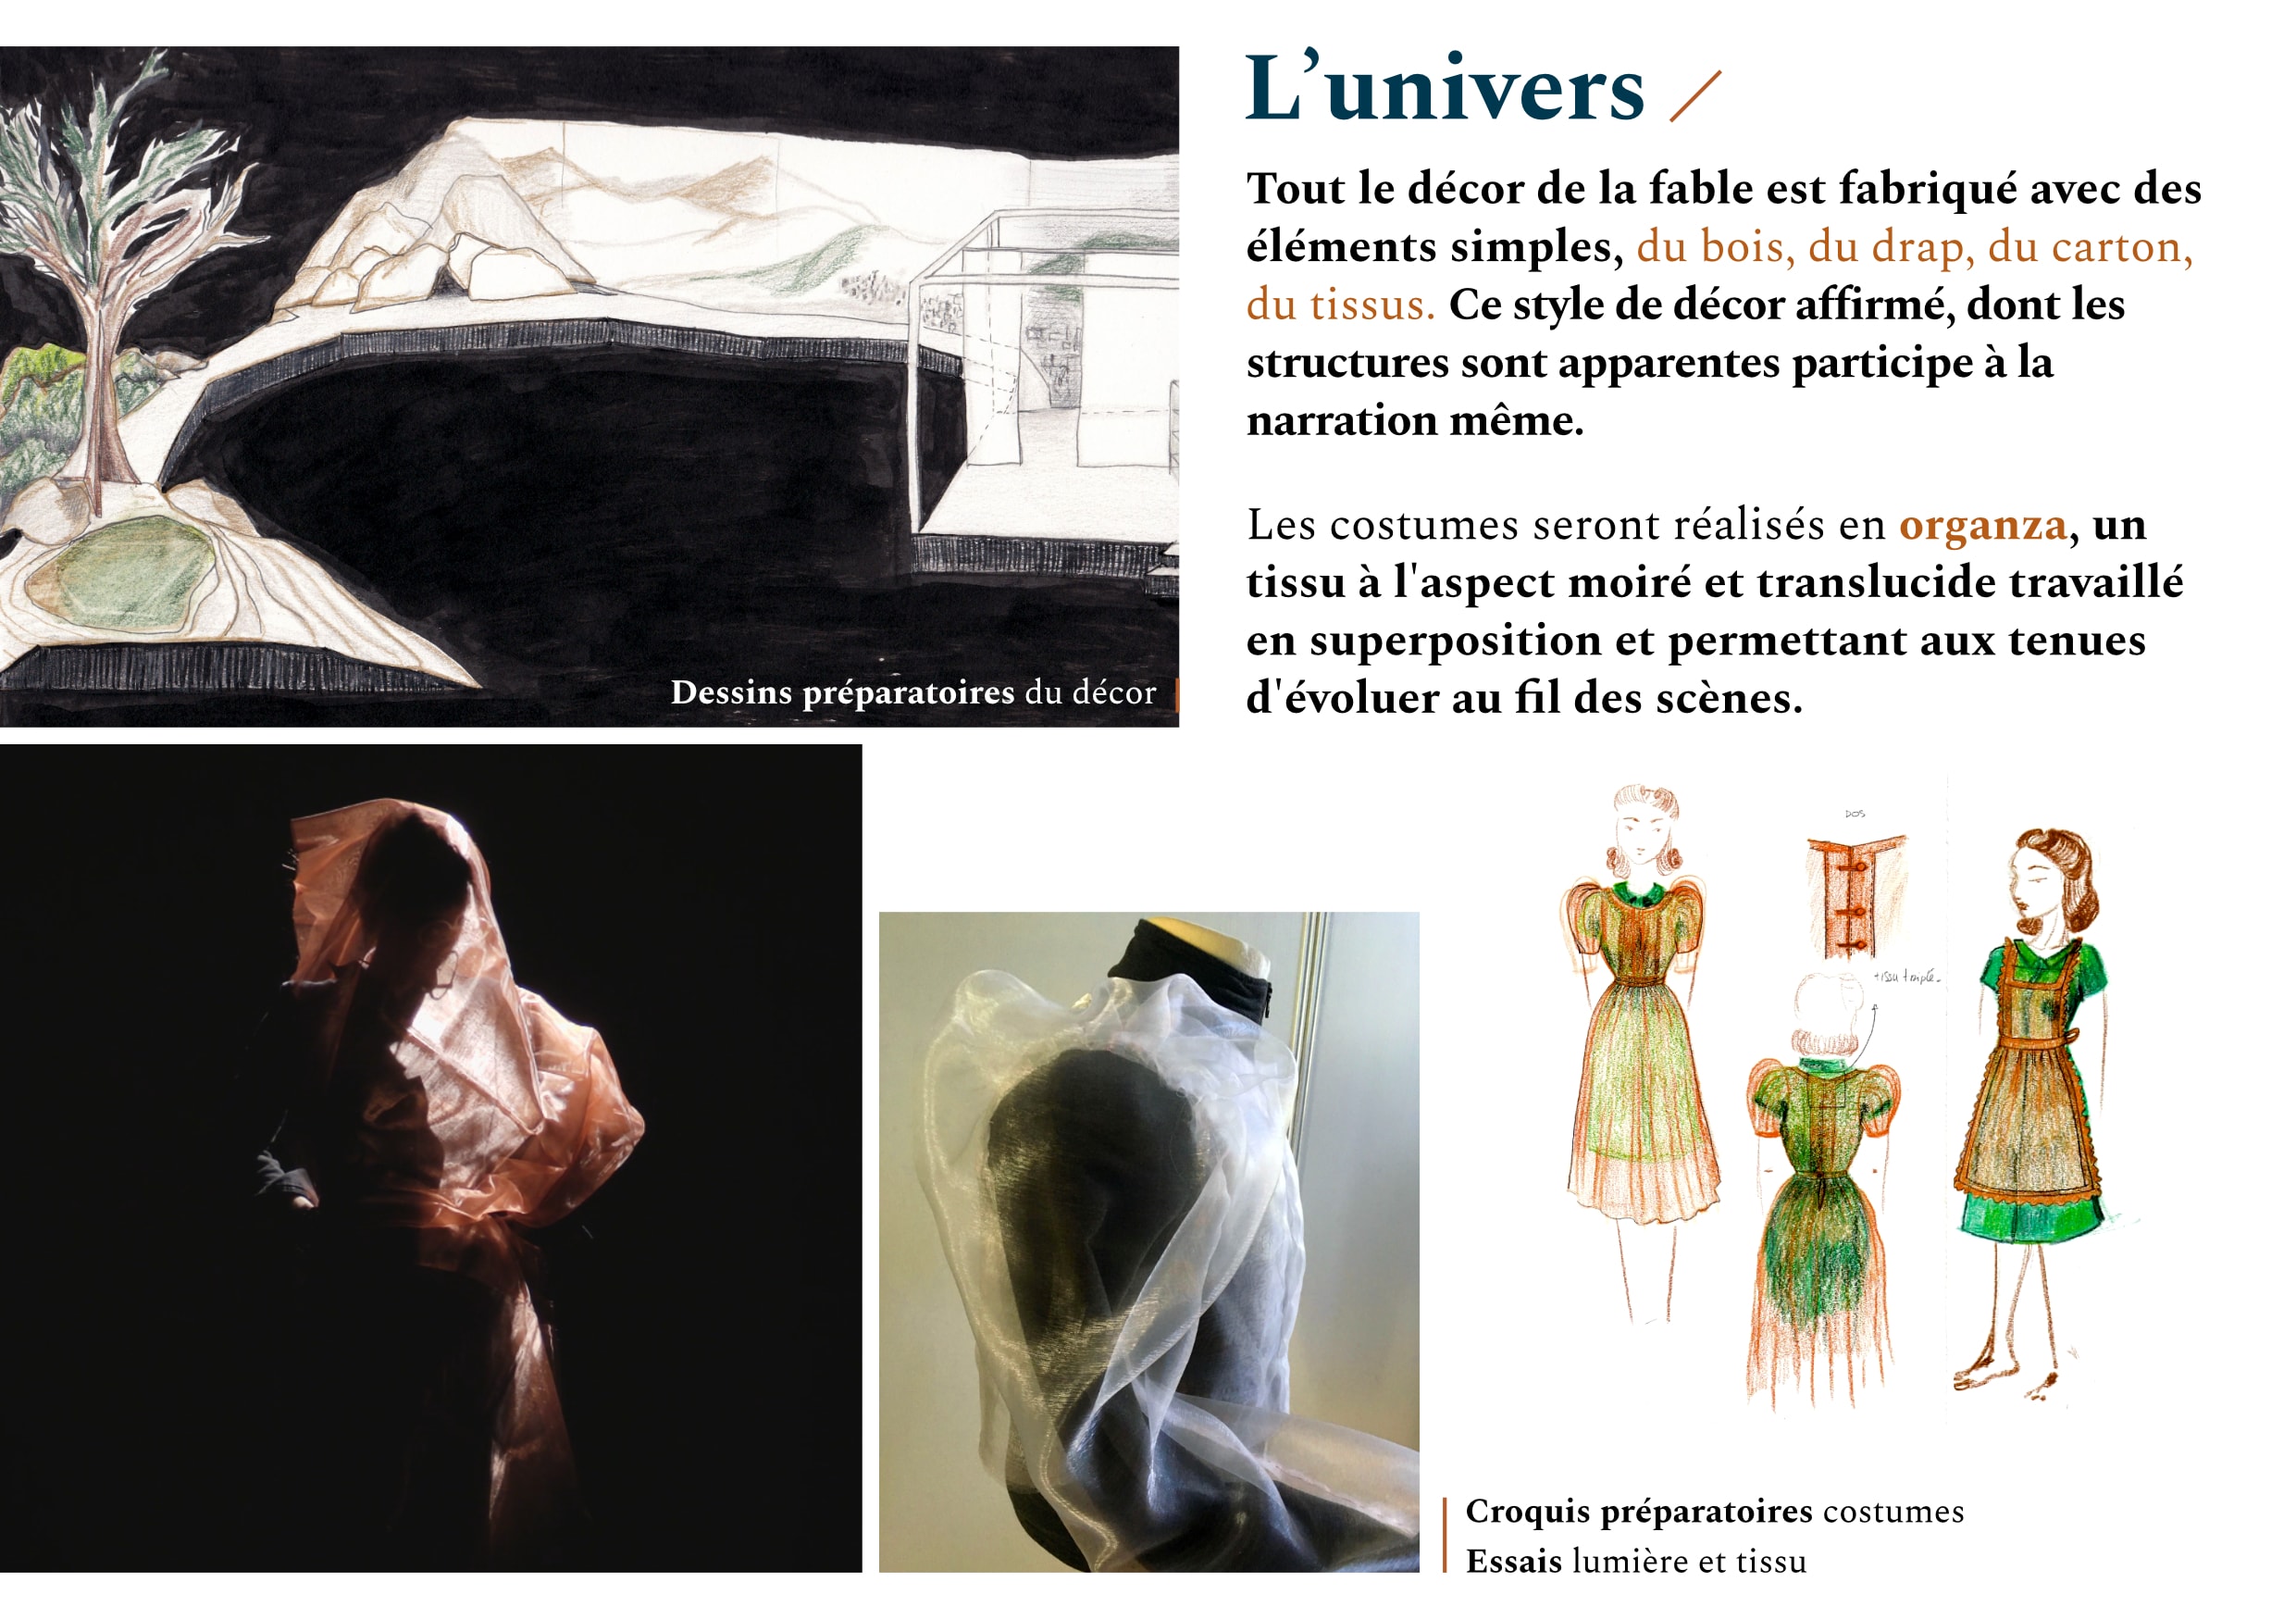 L’univers /
Tout le décor de la fable est fabriqué avec des
éléments simples, du bois, du drap, du carton,
du tissus. Ce style de décor affirmé, dont les
structures sont apparentes participe à la
narration même.
Les costumes seront réalisés en organza, un
tissu à l'aspect moiré et translucide travaillé
en superposition et permettant aux tenues
d'évoluer au fil des scènes.
Dessins préparatoires du décor
DOS
tissu triple.
Croquis préparatoires costumes
Essais lumière et tissu